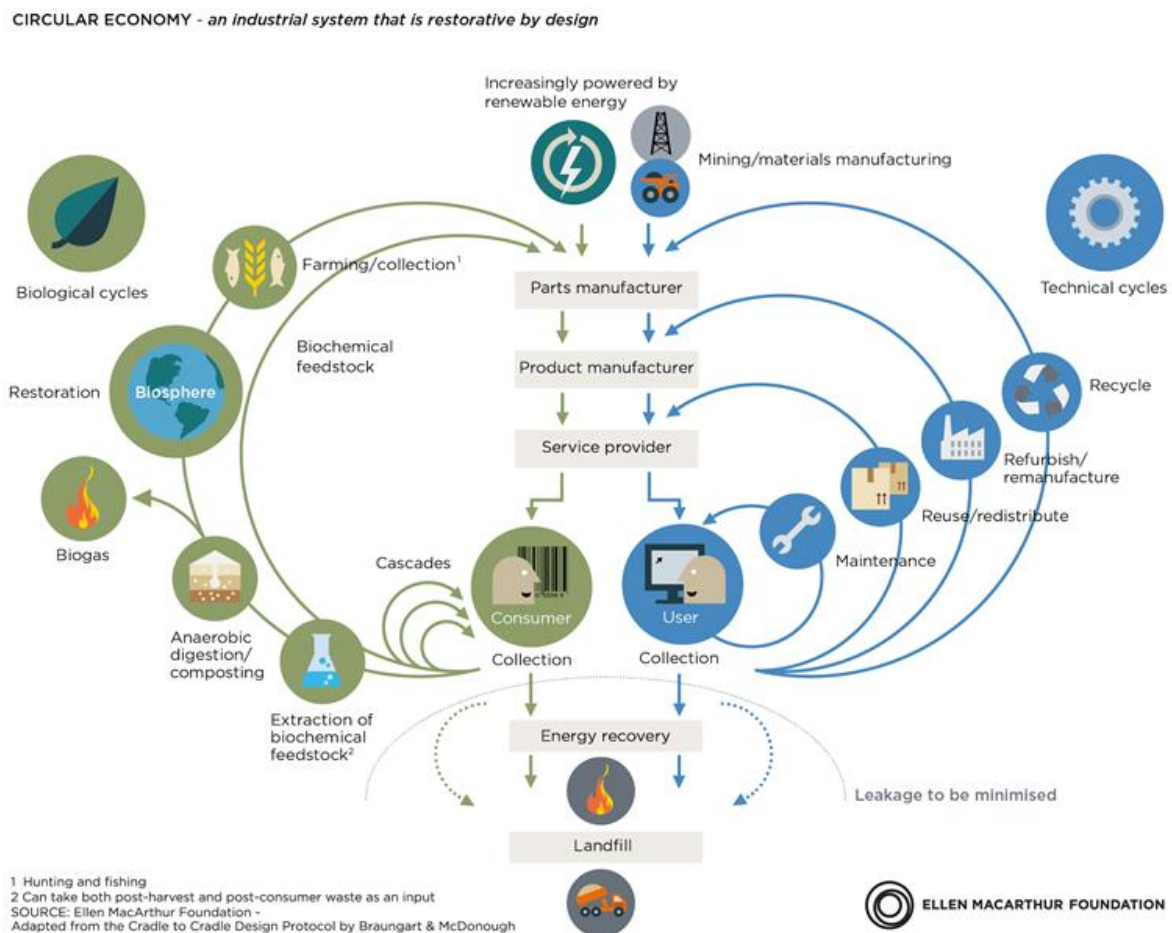 CIRCULAR ECONOMY - an industrial system that is restorative by design
Increasingly powered by
renewable energy
Mining/materials manufacturing
Biological cycles
Farming/collection¹
Technical cycles
Parts manufacturer
Biochemical
feedstock
Product manufacturer
Restoration
Biosphere
Recycle
Service provider
Refurbish/
remanufacture
Reuse/redistribute
Biogas
Maintenance
Cascades
Consumer
User
Anaerobic
digestion/
composting
Collection
Collection
Extraction of
biochemical
feedstock²
Energy recovery
Leakage to be minimised
Landfill
1 Hunting and fishing
2 Can take both post-harvest and post-consumer waste as an input
SOURCE: Ellen MacArthur Foundation -
Adapted from the Cradle to Cradle Design Protocol by Braungart & McDonough
ELLEN MACARTHUR FOUNDATION